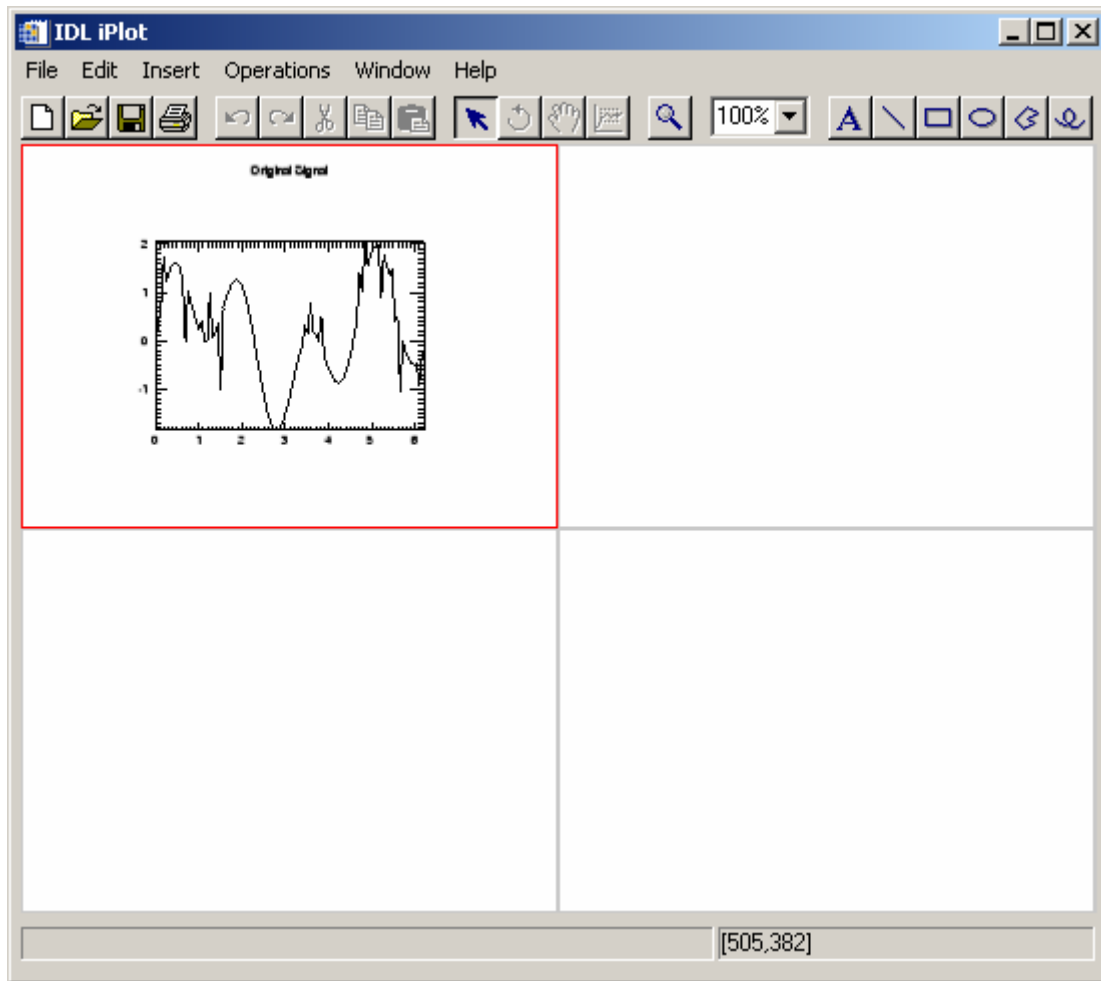 IDL iPlot
File Edit Insert Operations Window Help
100%
A
Original Signal
2
1
0
-1
0 1 2 3 4 5 6
[505,382]